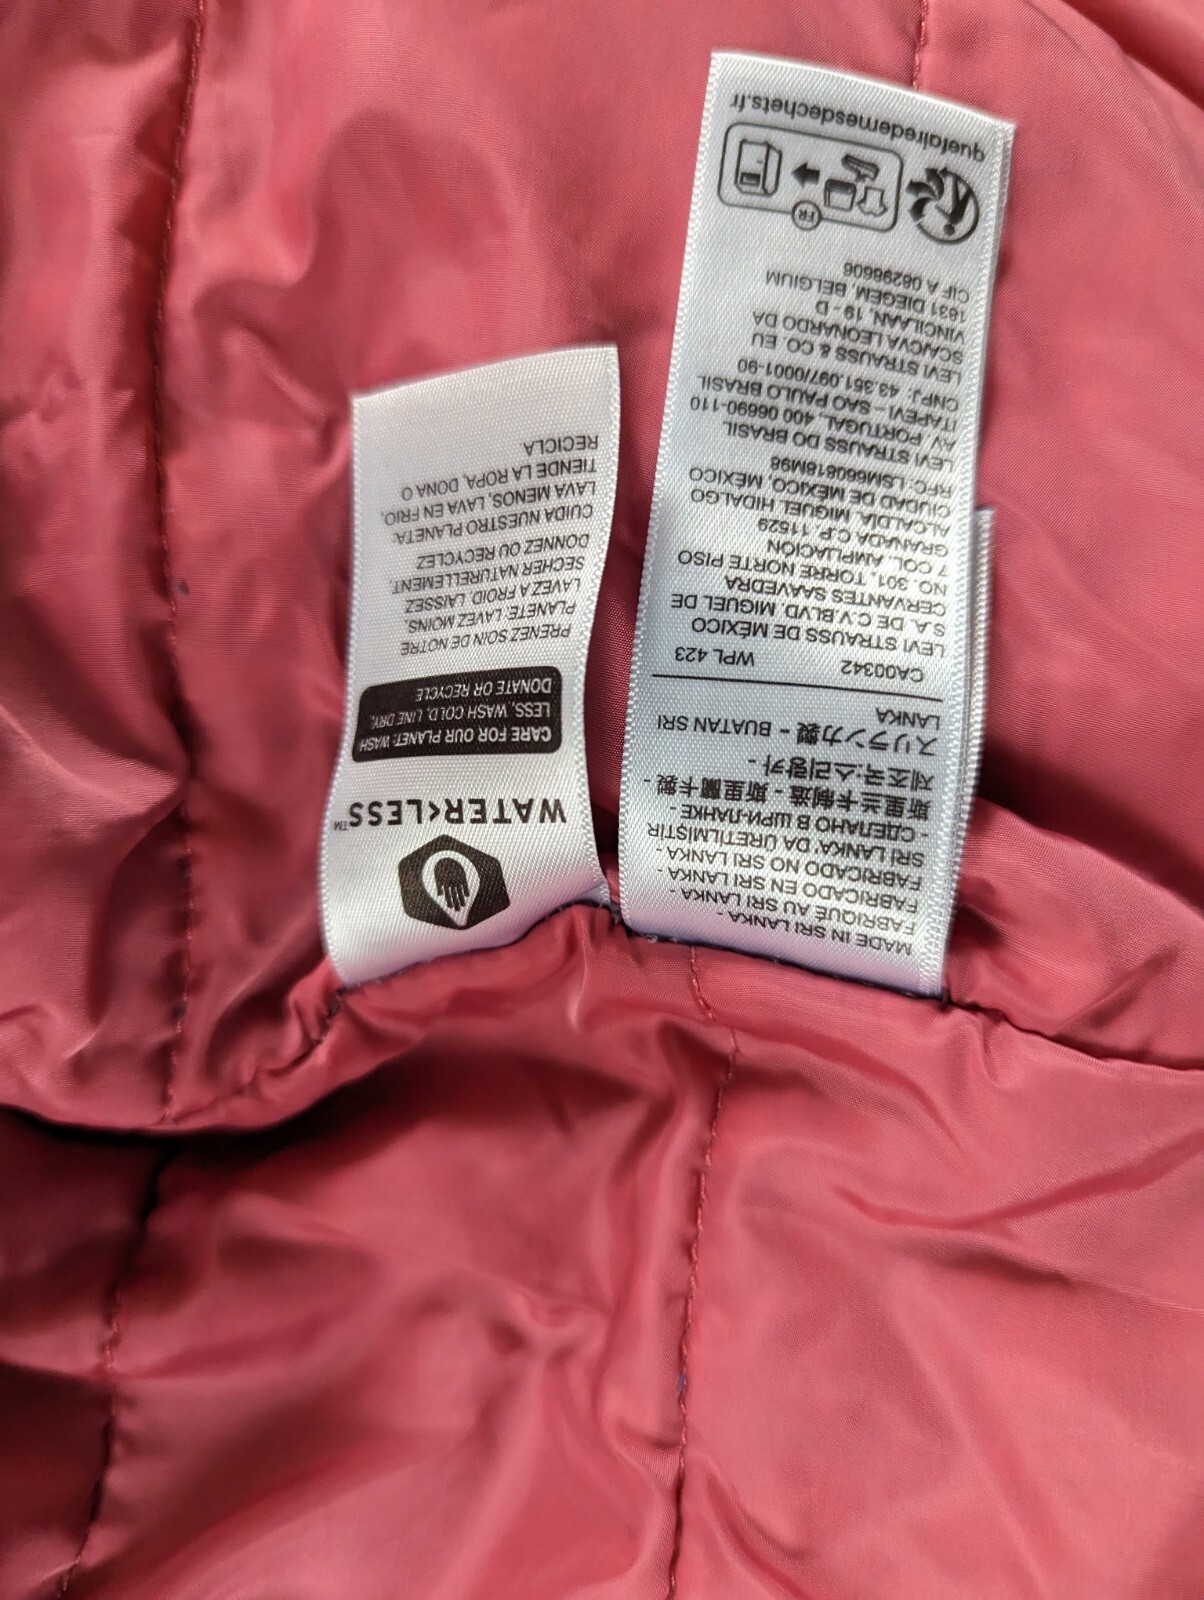 WATER<LESS™
CARE FOR OUR PLANET: WASH
LESS, WASH COLD, LINE DRY,
DONATE OR RECYCLE
PRENEZ SOIN DE NOTRE
PLANÈTE. LAVEZ MOINS,
LAVEZ A FROID, LAISSEZ
SÉCHER NATURELLEMENT,
DONNEZ OU RECYCLEZ
CUIDA NUESTRO PLANETA:
LAVA MENOS, LAVA EN FRIO,
TIENDE LA ROPA, DONA O
RECICLA.
MADE IN SRI LANKA -
FABRIQUÉ AU SRI LANKA -
FABRICADO EN SRI LANKA -
FABRICADO NO SRI LANKA -
SRI LANKA, DA ÜRETILMISTIR
- СДЕЛАНО В ШРИ-ЛАНКЕ -
斯里兰卡制造 - 斯里蘭卡製 -
제조국:스리랑카 -
スリランカ製 - BUATAN SRI
LANKA
CA00342 WPL 423
LEVI STRAUSS DE MÉXICO
S.A. DE C.V BLVD. MIGUEL DE
CERVANTES SAAVEDRA
NO. 301, TORRE NORTE PISO
7 COL. AMPLIACIÓN
GRANADA C.P. 11529
ALCALDÍA. MIGUEL HIDALGO
CIUDAD DE MÉXICO, MÉXICO
RFC: LSM660818M98
LEVI STRAUSS DO BRASIL
AV. PORTUGAL, 400 06690-110
ITAPEVI – SAO PAULO BRASIL
CNPJ: 43.351.097/0001-90
LEVI STRAUSS & CO. EU
SCA/CVA LEONARDO DA
VINCILAAN, 19 - D
1831 DIEGEM, BELGIUM
CIF A 08298606
FR
quefairedemesdechets.fr